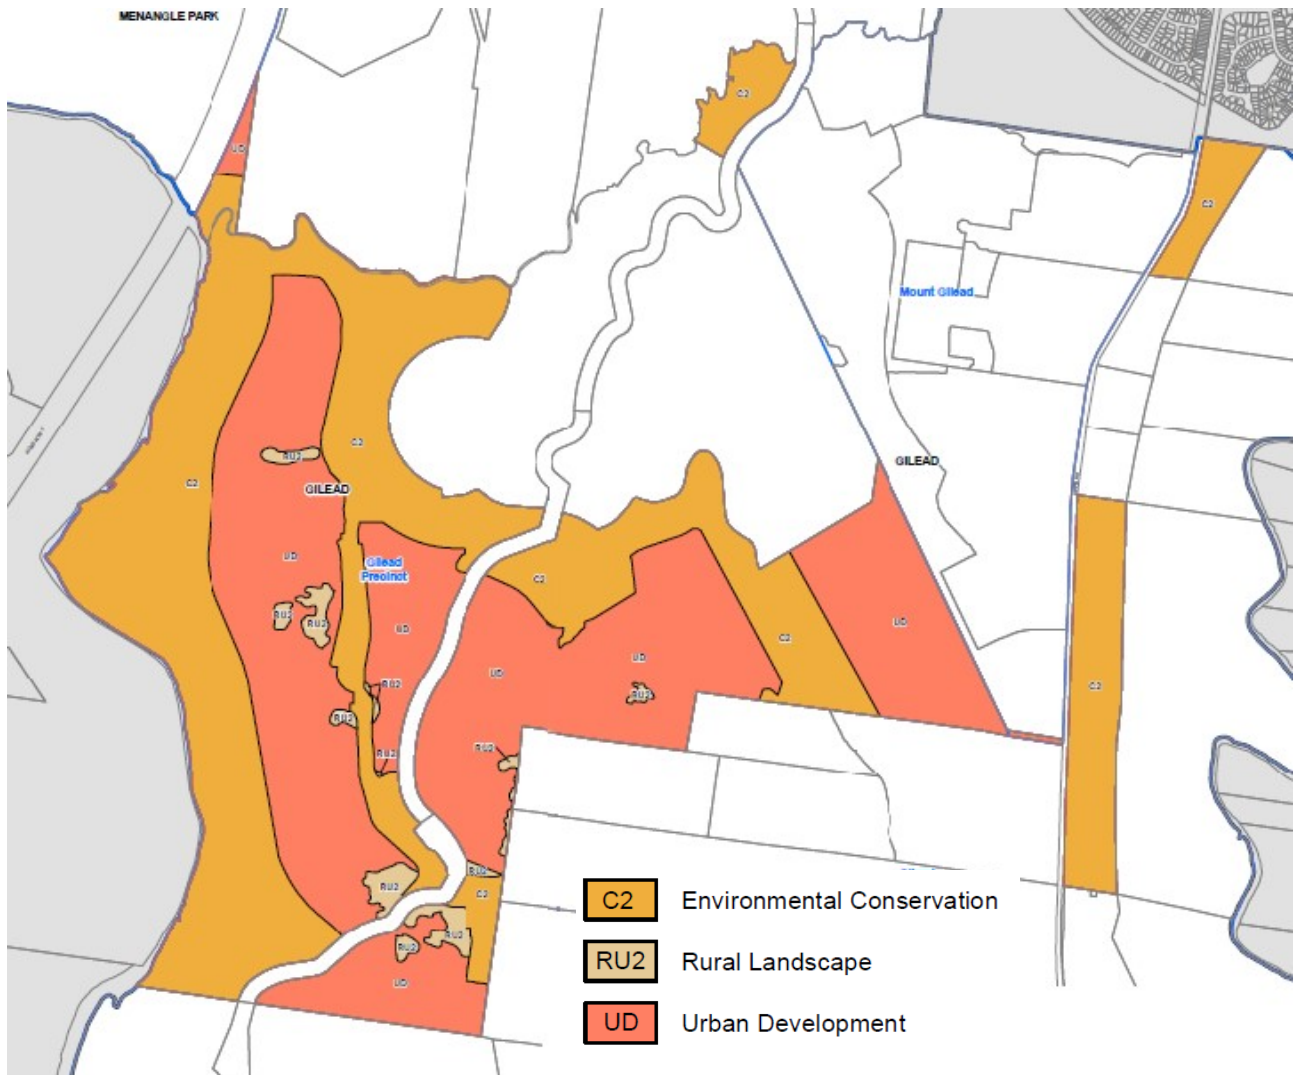 MENANGLE PARK
C2
UD
C2
C2
Mount Gilead
C2
RU2
GILEAD
C2
GILEAD
UD
Gilead
Precinct
C2
RU2
RU2
UD
UD
C2
UD
UD
RU2
RU2
C2
RU2
RU2
RU2
RU2
RU2
C2
RU2
RU2
UD
C2 Environmental Conservation
RU2 Rural Landscape
UD Urban Development